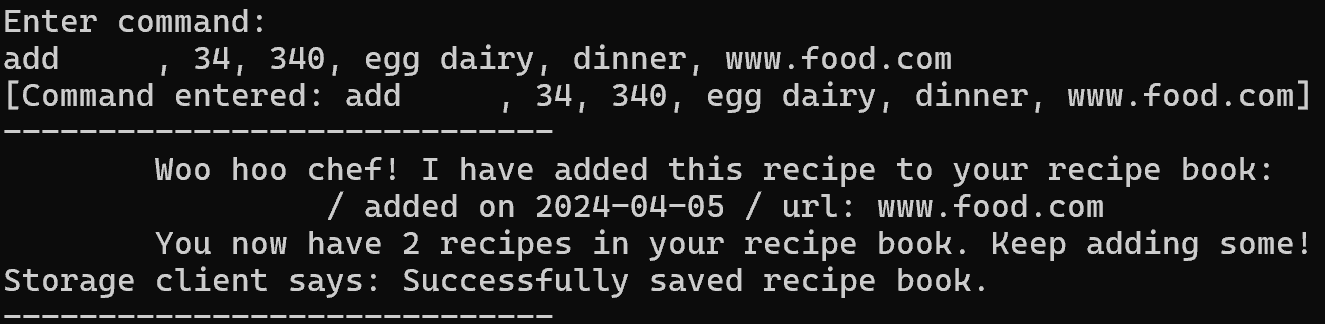 Enter command:
add     , 34, 340, egg dairy, dinner, www.food.com
[Command entered: add     , 34, 340, egg dairy, dinner, www.food.com]
-----------------------------
        Woo hoo chef! I have added this recipe to your recipe book:
                 / added on 2024-04-05 / url: www.food.com
        You now have 2 recipes in your recipe book. Keep adding some!
Storage client says: Successfully saved recipe book.
-----------------------------